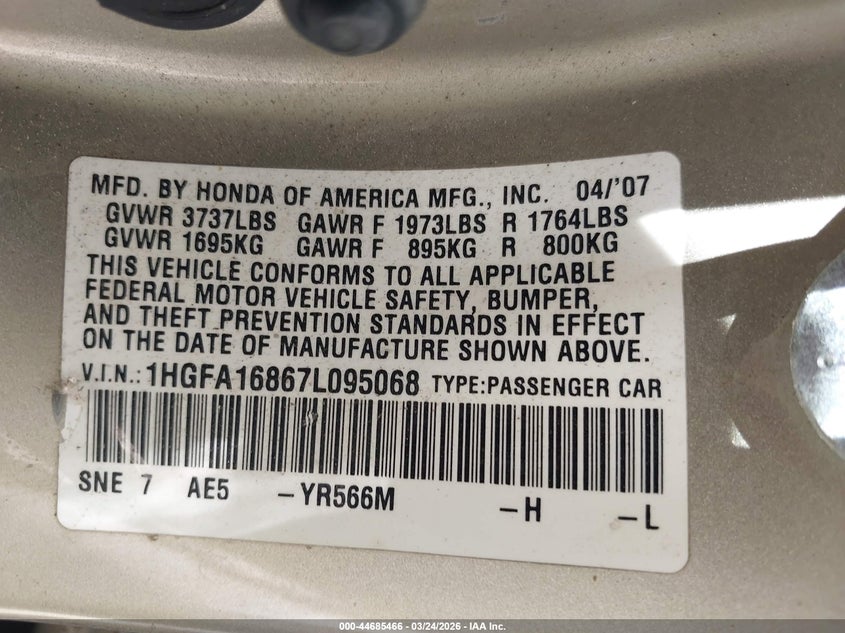 MFD. BY HONDA OF AMERICA MFG., INC. 04/'07
GVWR 3737LBS GAWR F 1973LBS R 1764LBS
GVWR 1695KG GAWR F 895KG R 800KG
THIS VEHICLE CONFORMS TO ALL APPLICABLE
FEDERAL MOTOR VEHICLE SAFETY, BUMPER,
AND THEFT PREVENTION STANDARDS IN EFFECT
ON THE DATE OF MANUFACTURE SHOWN ABOVE.
V.I.N.: 1HGFA16867L095068 TYPE:PASSENGER CAR
SNE 7 AE5 -YR566M -H -L
000-44685466 - 03/24/2026 - IAA Inc.